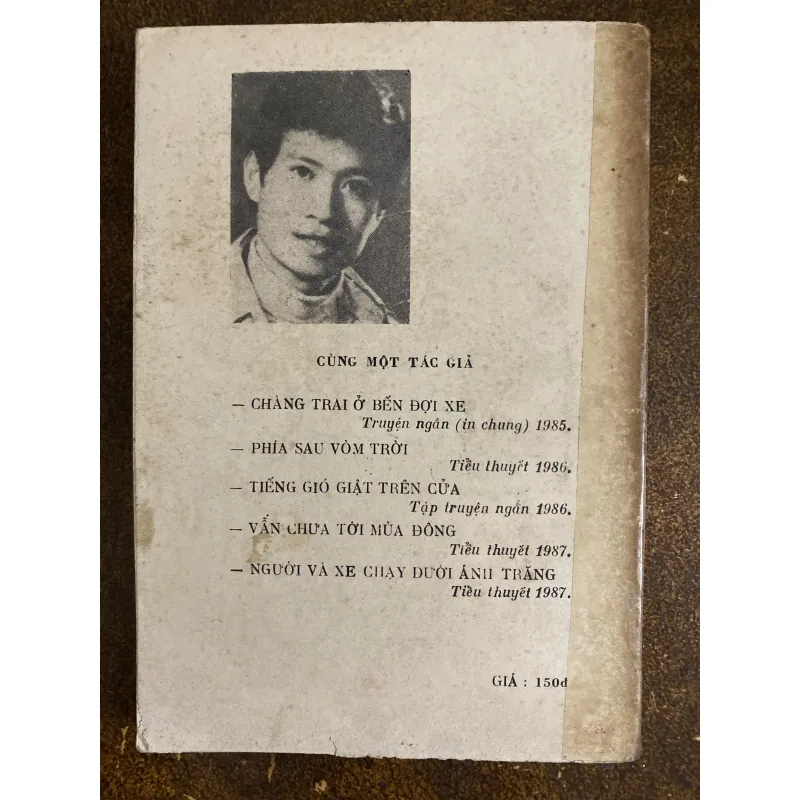 CÙNG MỘT TÁC GIẢ
— CHÀNG TRAI Ở BẾN ĐỢI XE
Truyện ngắn (in chung) 1985.
— PHÍA SAU VÒM TRỜI
Tiểu thuyết 1986.
— TIẾNG GIÓ GIẬT TRÊN CỬA
Tập truyện ngắn 1986.
— VẪN CHƯA TỚI MÙA ĐÔNG
Tiểu thuyết 1987.
— NGƯỜI VÀ XE CHẠY DƯỚI ÁNH TRĂNG
Tiểu thuyết 1987.
GIÁ : 150đ